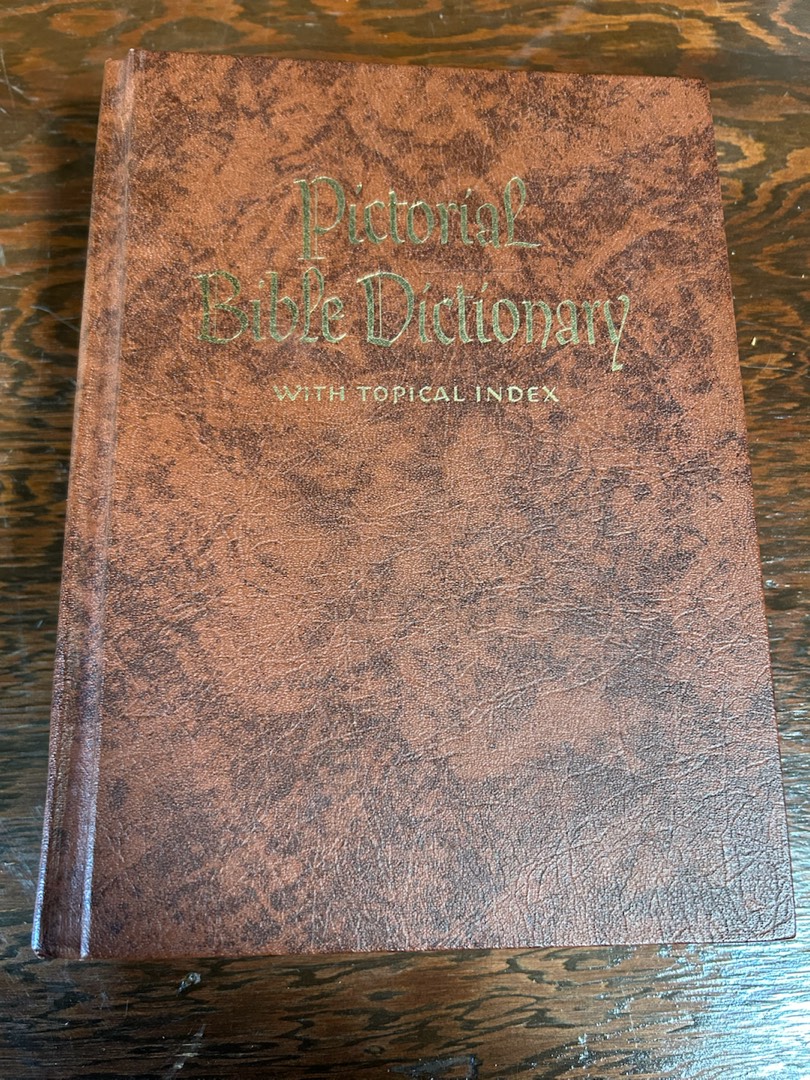 Pictorial
Bible Dictionary
WITH TOPICAL INDEX